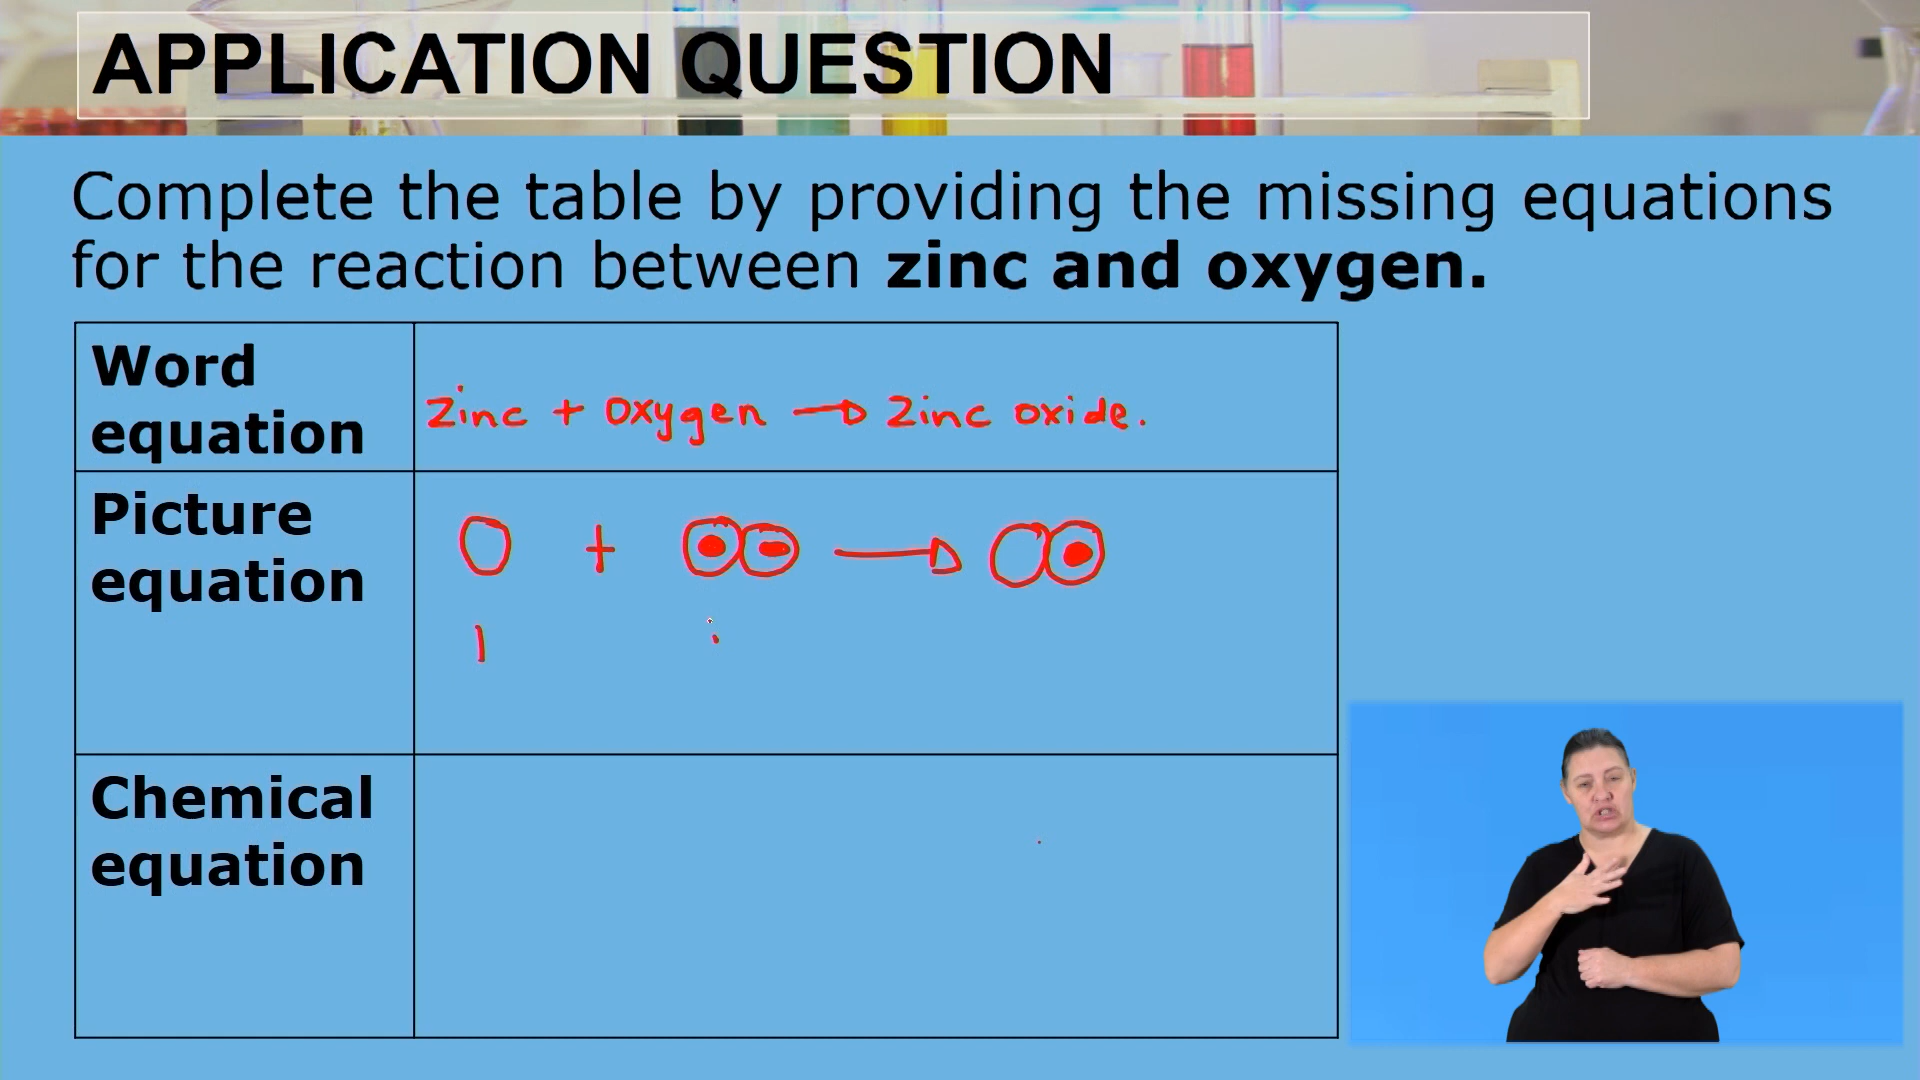 APPLICATION QUESTION
Complete the table by providing the missing equations
for the reaction between zinc and oxygen.
Word
equation
Zinc + Oxygen → Zinc oxide.
Picture
equation
+ →
1
Chemical
equation